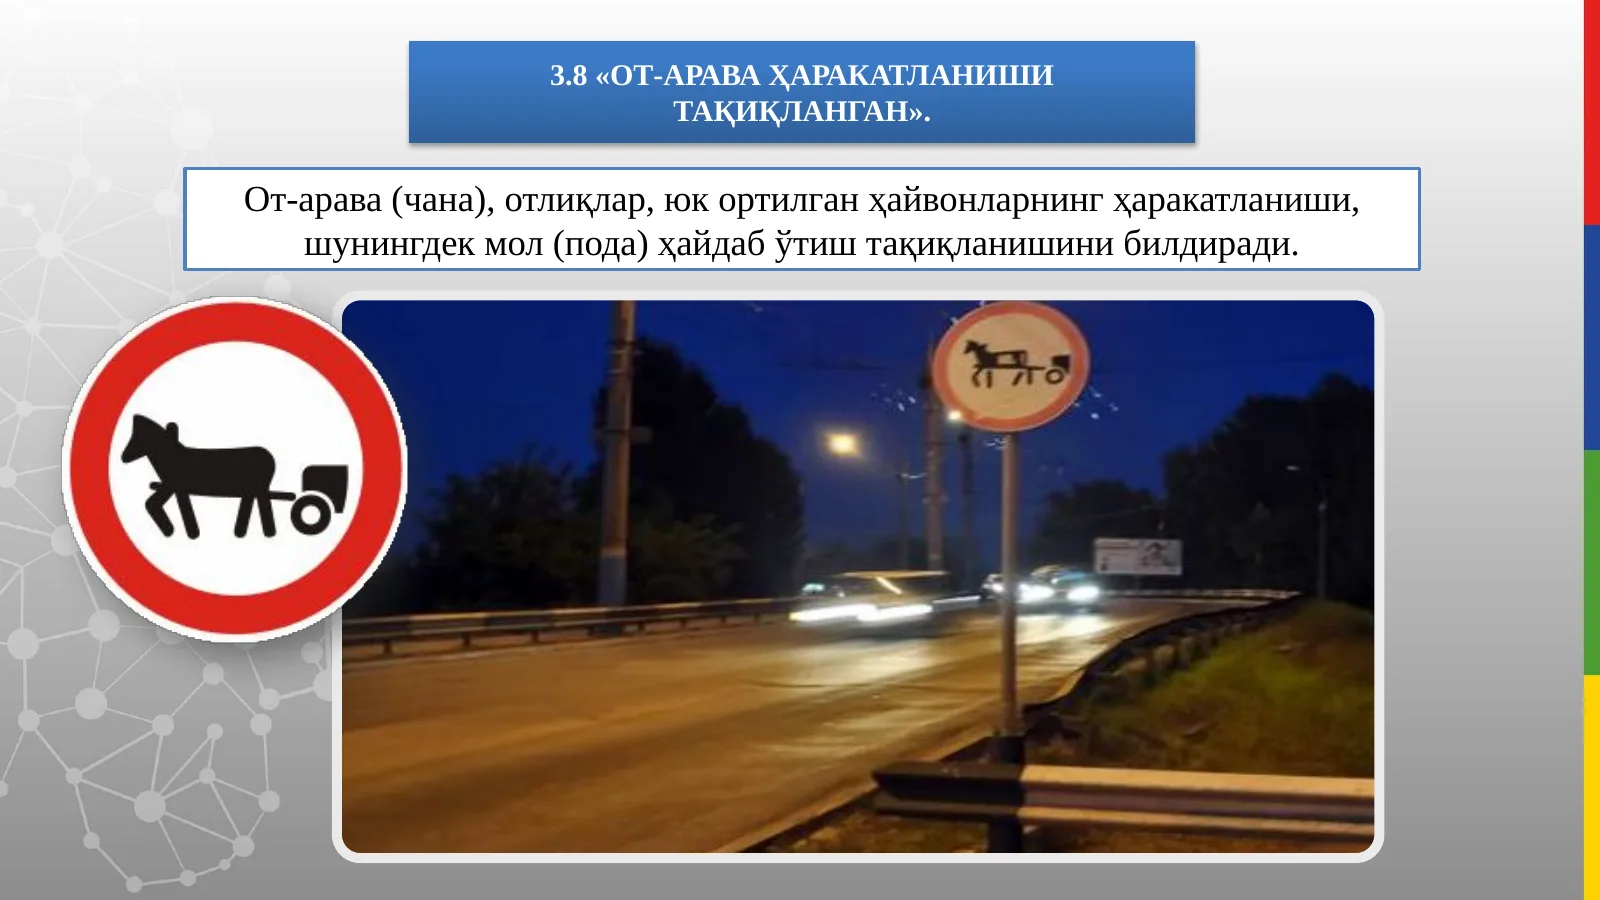 3.8 «ОТ-АРАВА ҲАРАКАТЛАНИШИ
ТАҚИҚЛАНГАН».
От-арава (чана), отлиқлар, юк ортилган ҳайвонларнинг ҳаракатланиши,
шунингдек мол (пода) ҳайдаб ўтиш тақиқланишини билдиради.